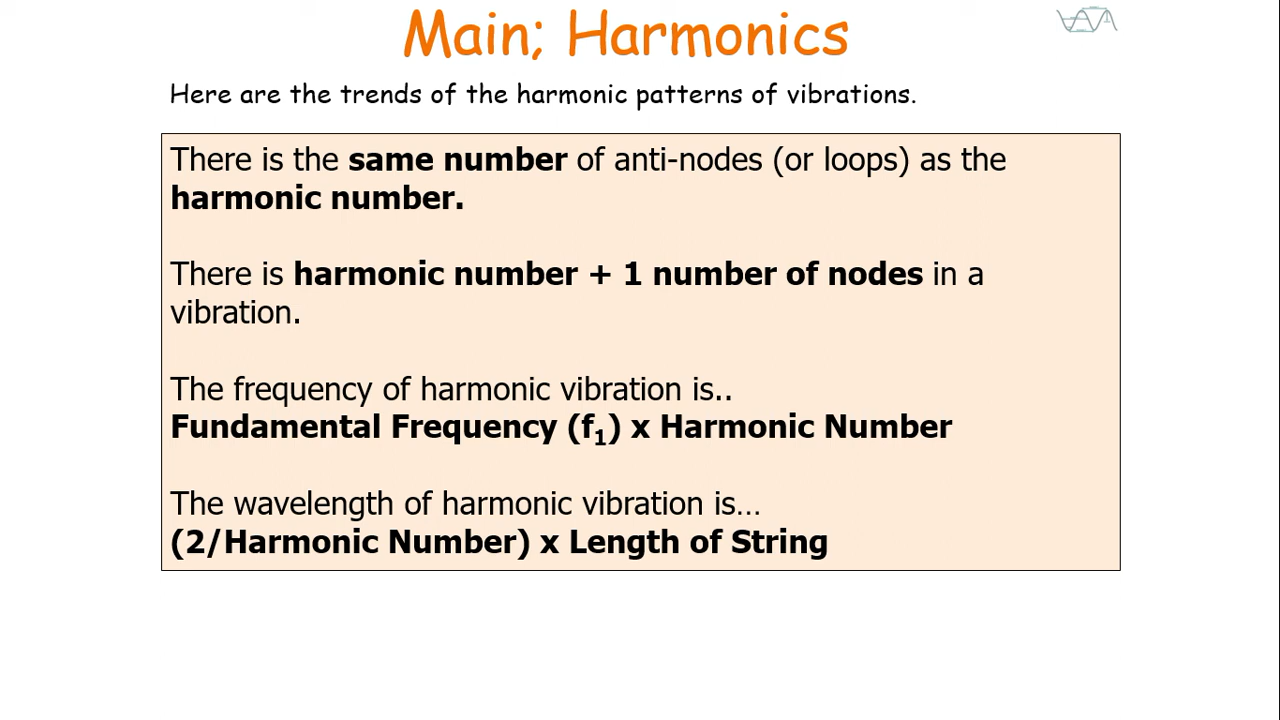 Main; Harmonics
Here are the trends of the harmonic patterns of vibrations.
There is the same number of anti-nodes (or loops) as the
harmonic number.
There is harmonic number + 1 number of nodes in a
vibration.
The frequency of harmonic vibration is..
Fundamental Frequency (f₁) x Harmonic Number
The wavelength of harmonic vibration is…
(2/Harmonic Number) x Length of String